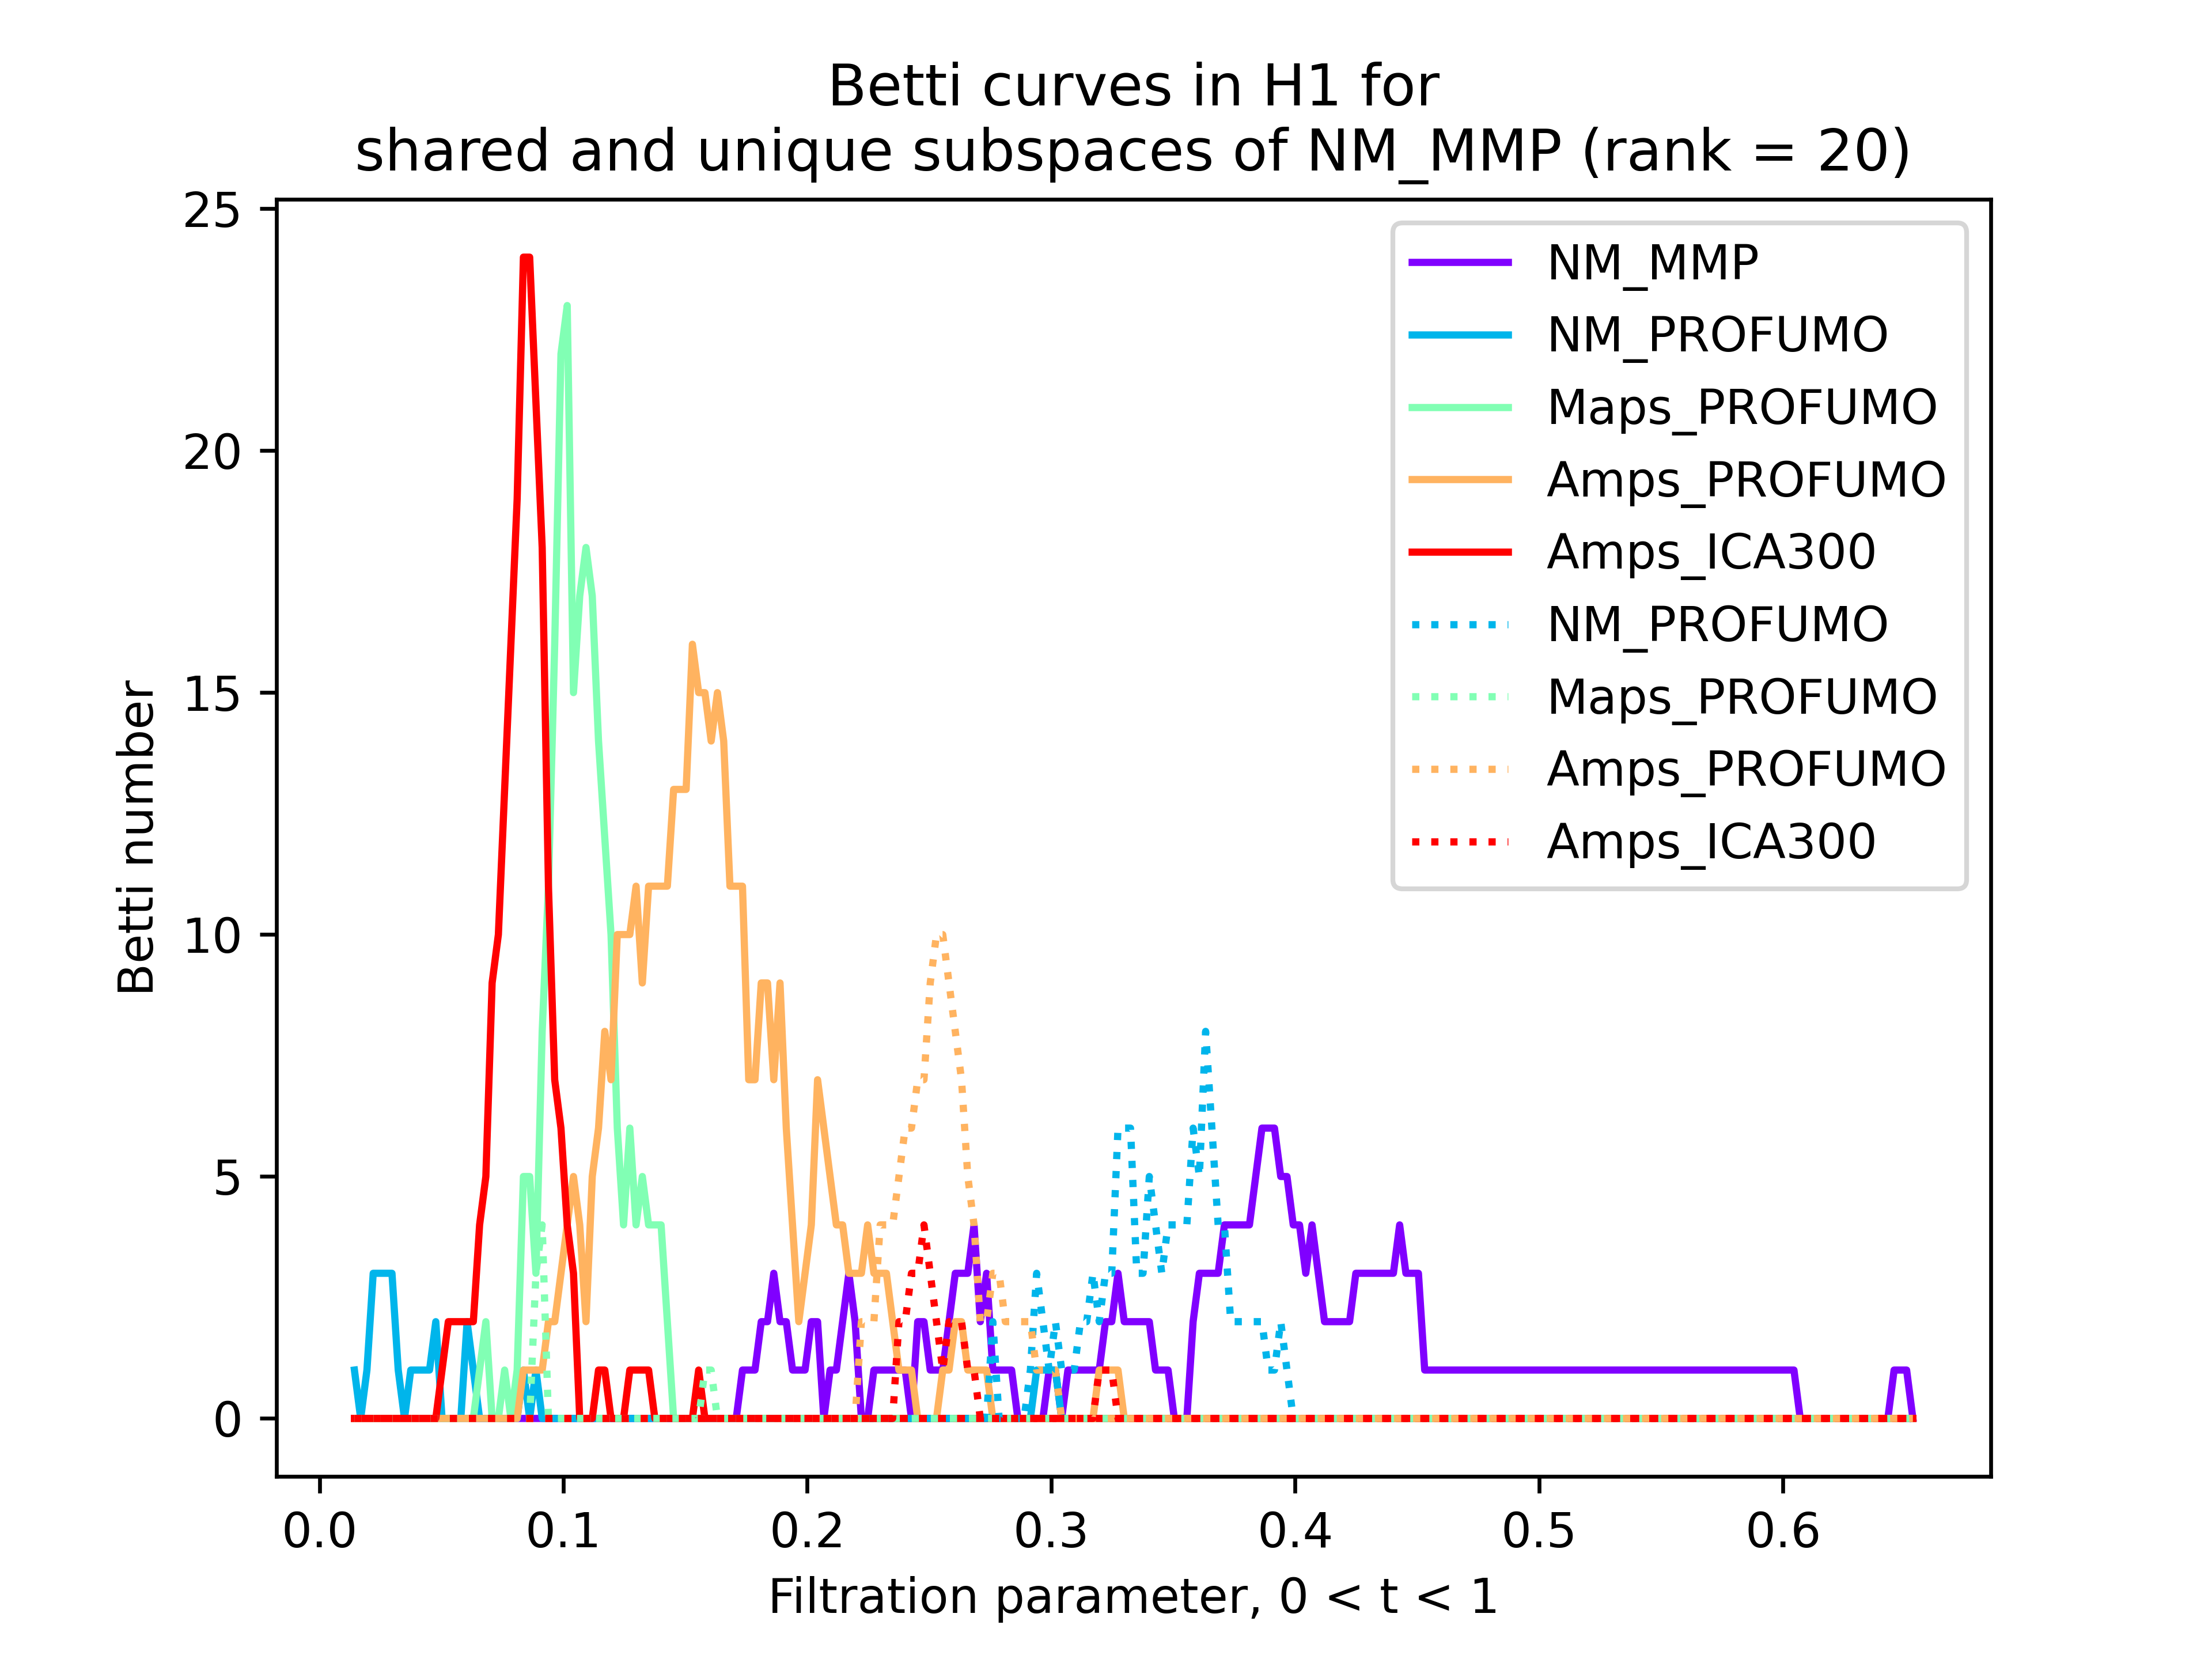 Betti curves in H1 for
shared and unique subspaces of NM_MMP (rank = 20)
25
20
15
10
5
0
Betti number
NM_MMP
NM_PROFUMO
Maps_PROFUMO
Amps_PROFUMO
Amps_ICA300
NM_PROFUMO
Maps_PROFUMO
Amps_PROFUMO
Amps_ICA300
0.0 0.1 0.2 0.3 0.4 0.5 0.6
Filtration parameter, 0 < t < 1